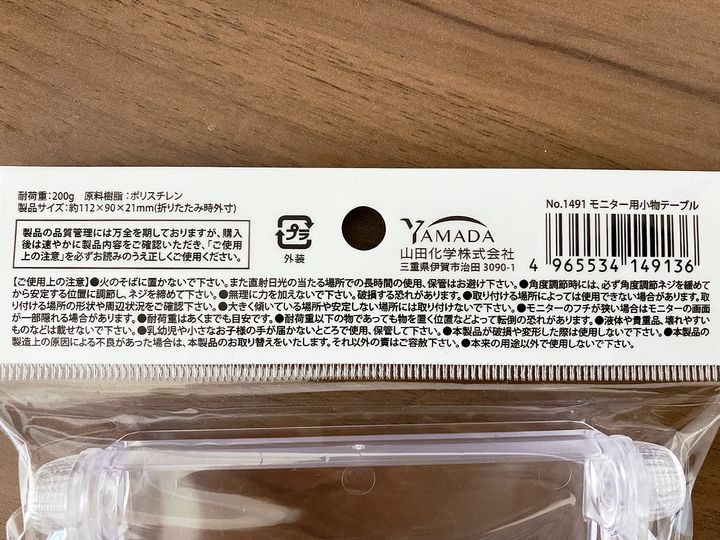 耐荷重：200g　原料樹脂：ポリスチレン
製品サイズ：約112×90×21mm(折りたたみ時外寸)
製品の品質管理には万全を期しておりますが、購入
後は速やかに製品内容をご確認いただき、「ご使用
上の注意」を必ずお読みのうえ正しくご使用ください。
プラ
外装
YAMADA
山田化学株式会社
三重県伊賀市治田 3090-1
No.1491 モニター用小物テーブル
4 965534 149136
【ご使用上の注意】●火のそばに置かないで下さい。また直射日光の当たる場所での長時間の使用、保管はお避け下さい。●角度調節時には、必ず角度調節ネジを緩めて
から安定する位置に調節し、ネジを締めて下さい。●無理に力を加えないで下さい。破損する恐れがあります。●取り付ける場所によっては使用できない場合があります。取
り付ける場所の形状や周辺状況をご確認下さい。●大きく傾いている場所や安定しない場所には取り付けないで下さい。●モニターのフチが狭い場合はモニターの画面
が一部隠れる場合があります。●耐荷重はあくまでも目安です。●耐荷重以下の物であっても物を置く位置などよって転倒の恐れがあります。●液体や貴重品、壊れやすい
ものなどは載せないで下さい。●乳幼児や小さなお子様の手が届かないところで使用、保管して下さい。●本製品が破損や変形した際は使用しないで下さい。●本製品の
製造上の原因による不良があった場合は、本製品のお取り替えをいたします。それ以外の責はご容赦下さい。●本来の用途以外で使用しないで下さい。